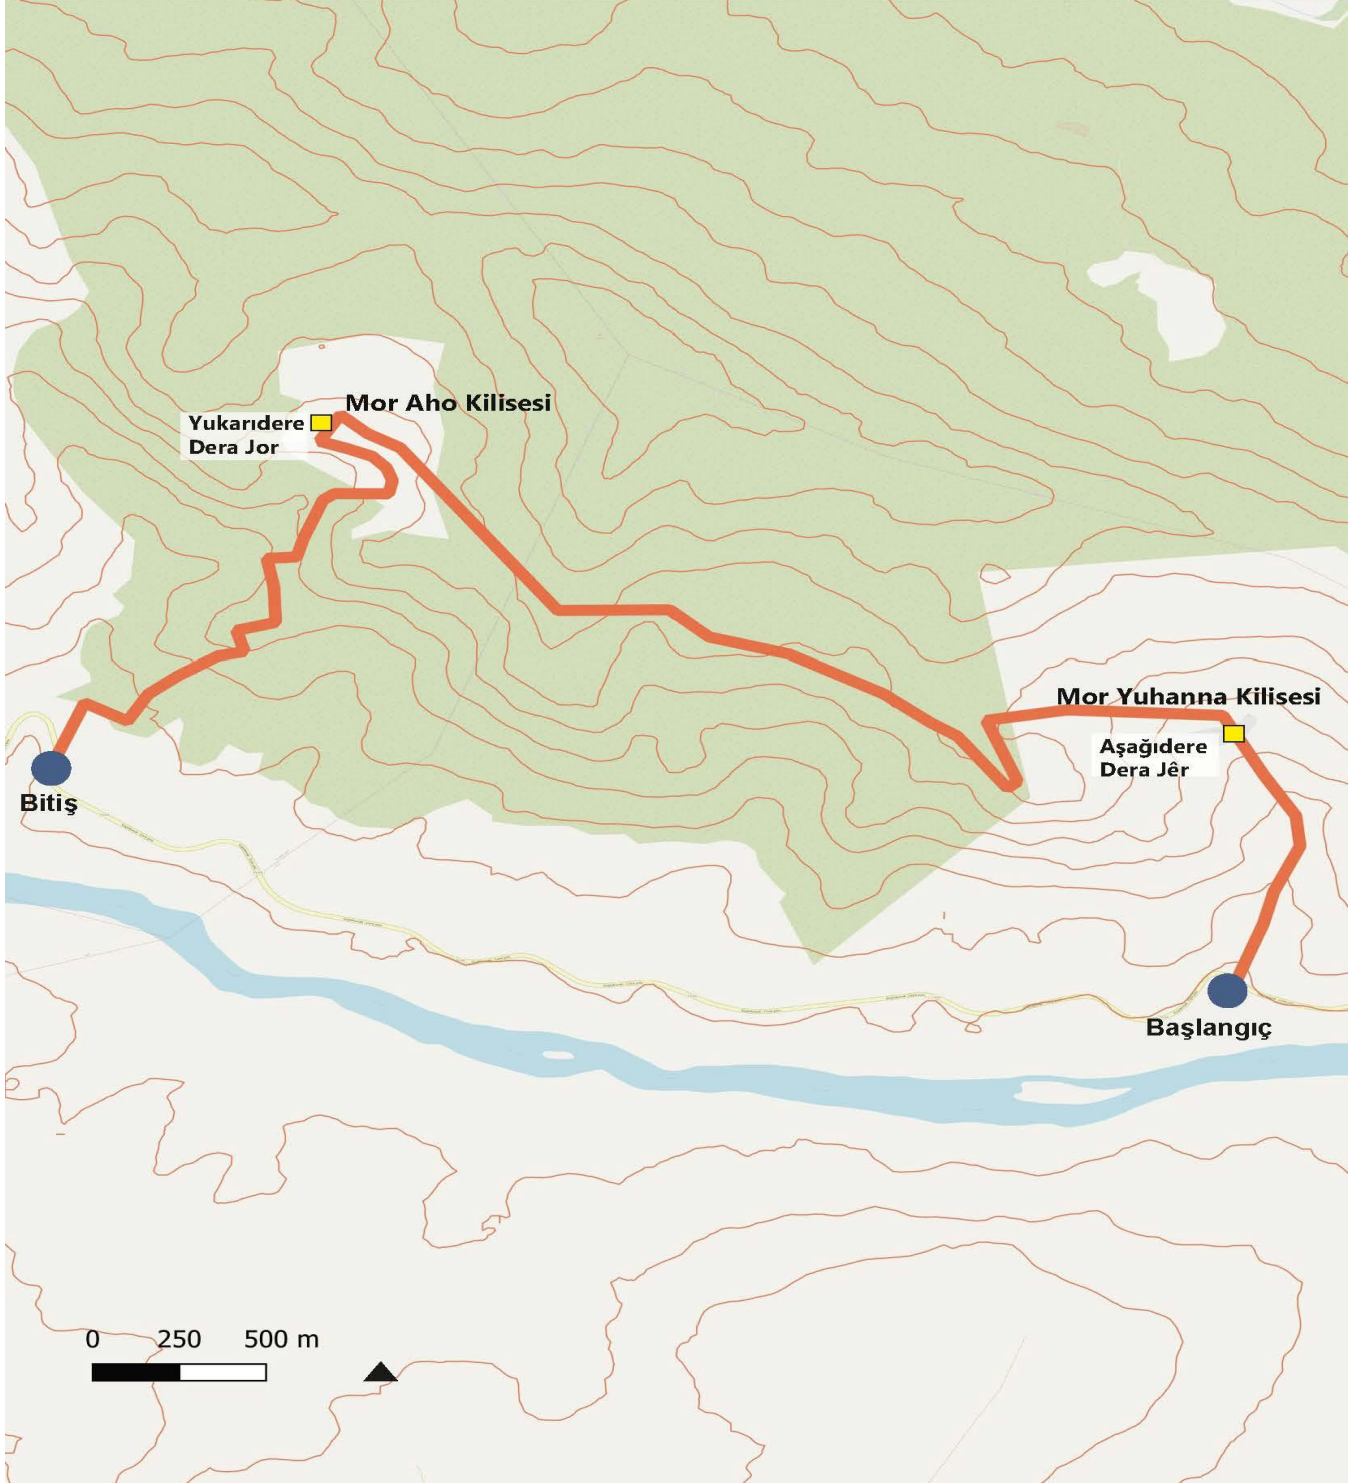 Mor Aho Kilisesi
Yukarıdere
Dera Jor
Mor Yuhanna Kilisesi
Aşağıdere
Dera Jêr
Bitiş
Başlangıç
0 250 500 m